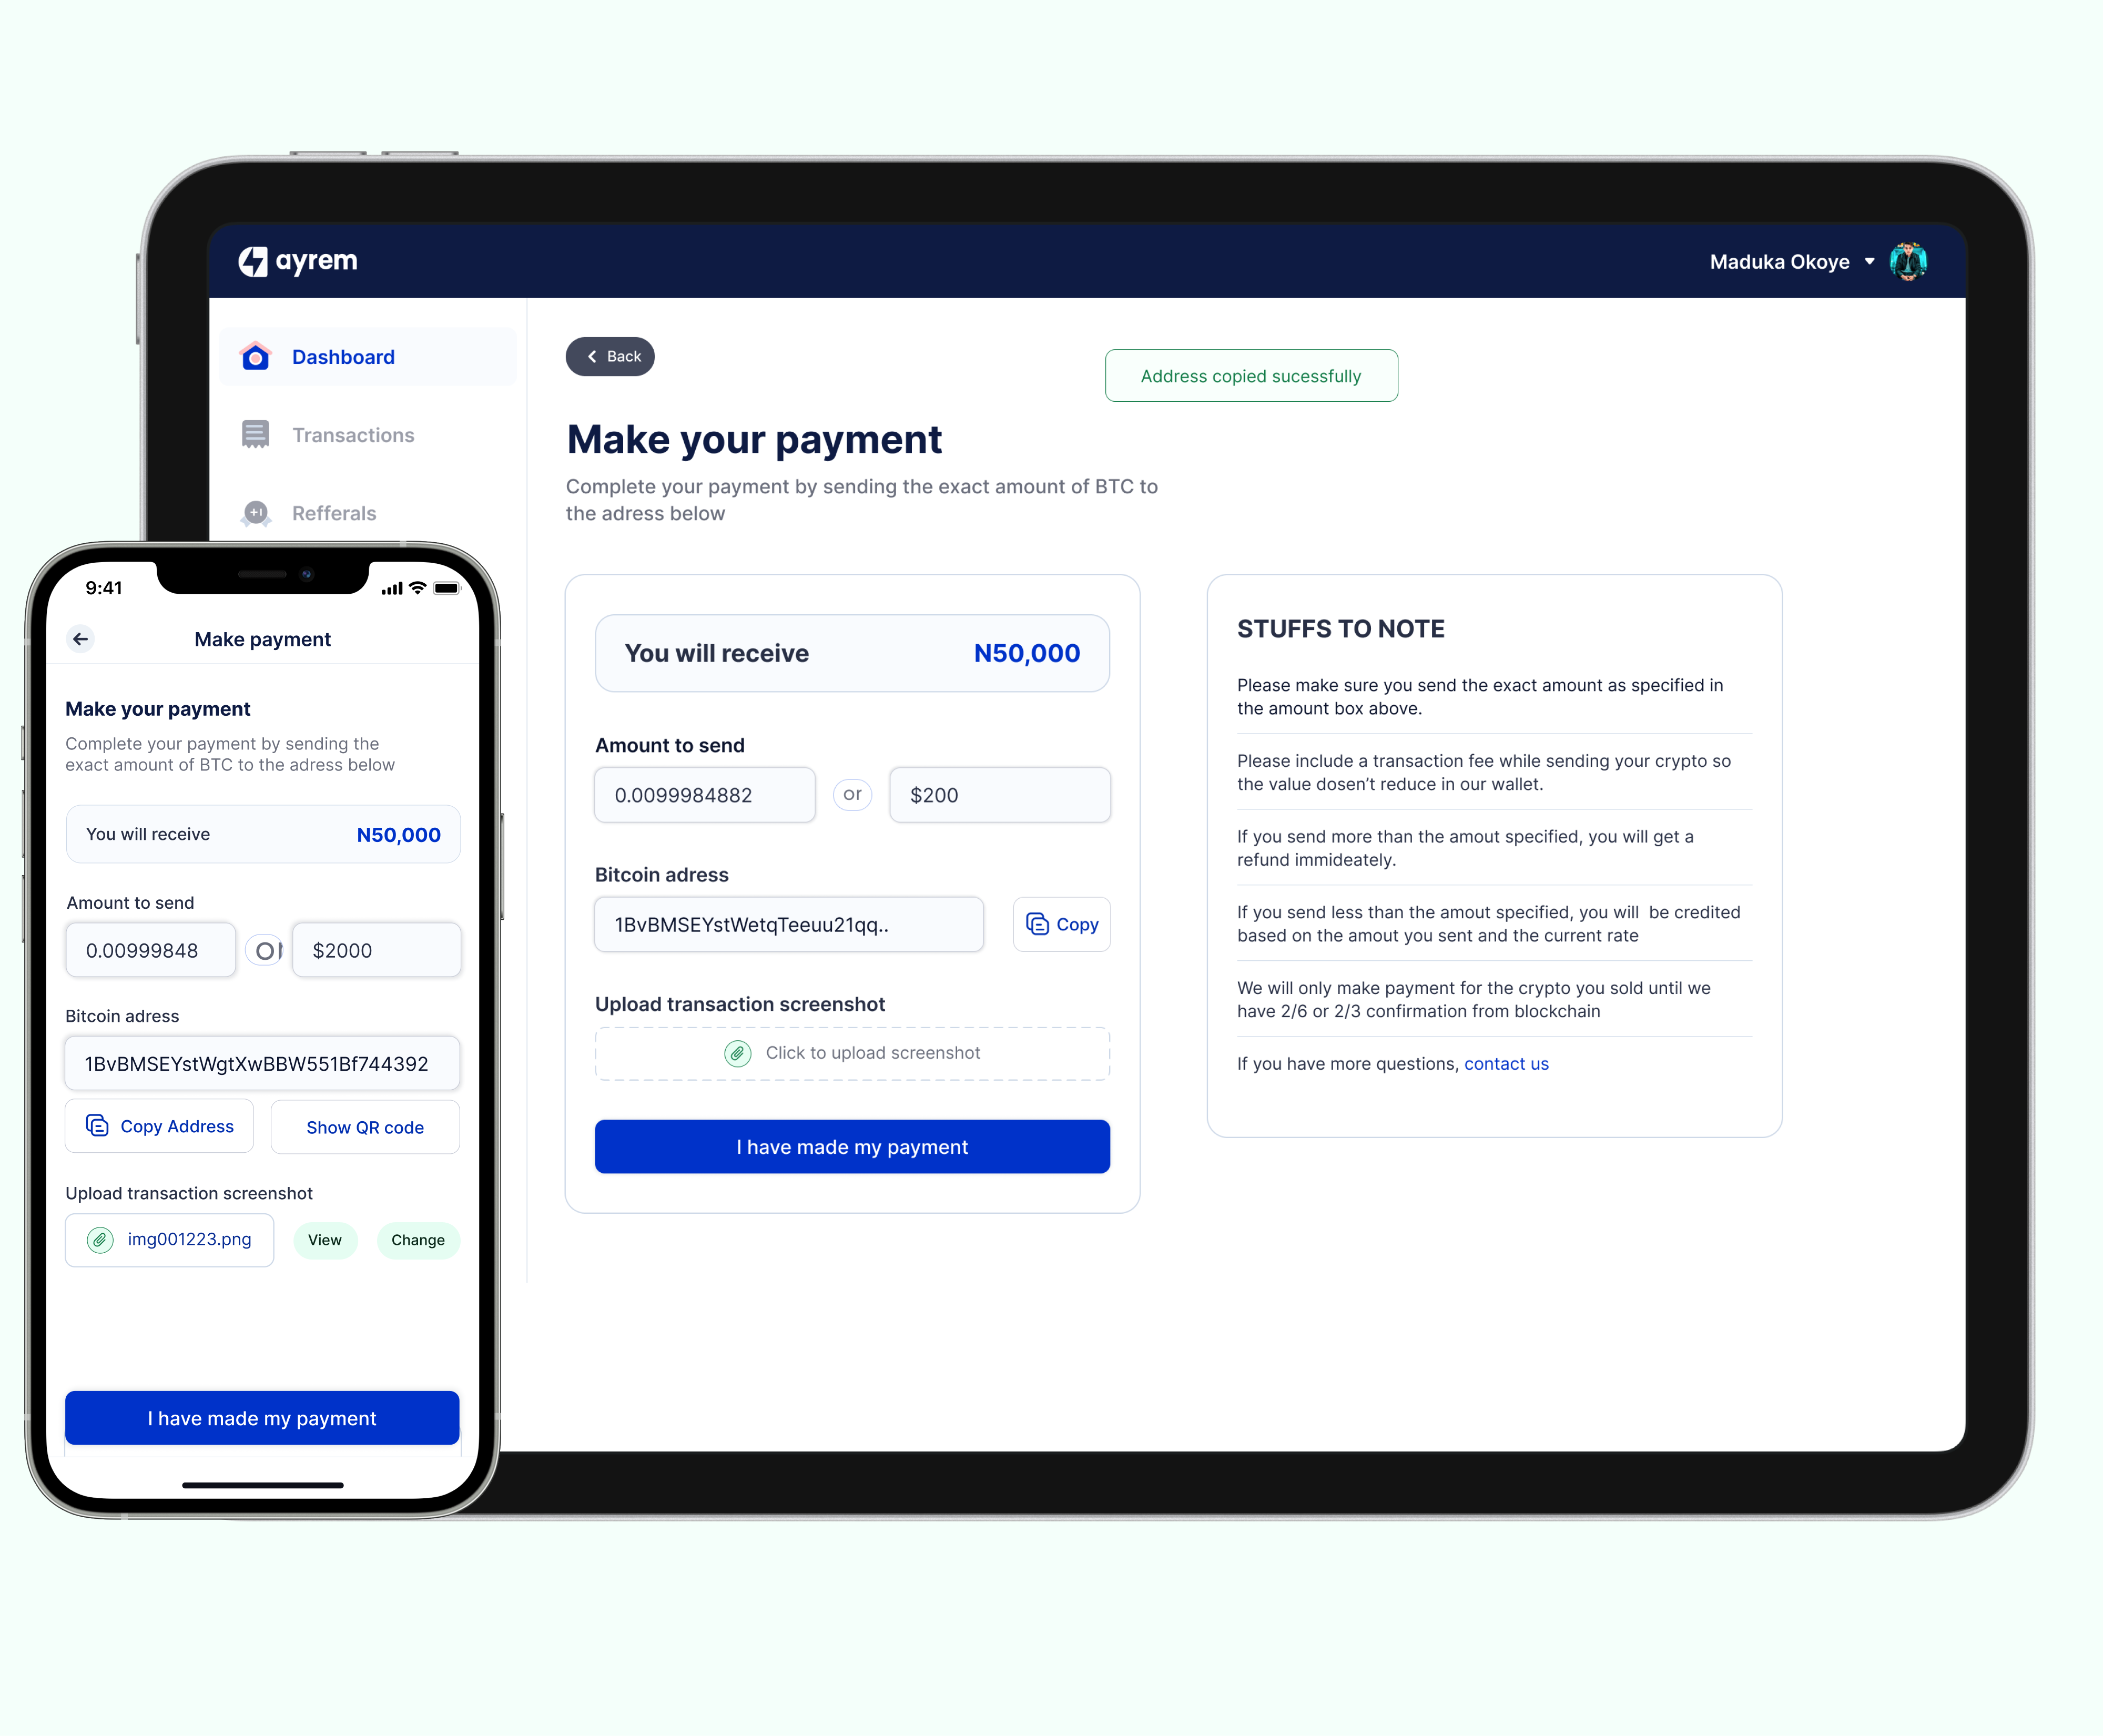 ayrem
Maduka Okoye
Dashboard
Transactions
Refferals
Back
Address copied sucessfully
Make your payment
Complete your payment by sending the exact amount of BTC to
the adress below
You will receive N50,000
Amount to send
0.0099984882 or $200
Bitcoin adress
1BvBMSEYstWetqTeeuu21qq..
Copy
Upload transaction screenshot
Click to upload screenshot
I have made my payment
STUFFS TO NOTE
Please make sure you send the exact amount as specified in
the amount box above.
Please include a transaction fee while sending your crypto so
the value dosen’t reduce in our wallet.
If you send more than the amout specified, you will get a
refund immideately.
If you send less than the amout specified, you will  be credited
based on the amout you sent and the current rate
We will only make payment for the crypto you sold until we
have 2/6 or 2/3 confirmation from blockchain
If you have more questions, contact us
9:41
Make payment
Make your payment
Complete your payment by sending the
exact amount of BTC to the adress below
You will receive N50,000
Amount to send
0.00999848 or $2000
Bitcoin adress
1BvBMSEYstWgtXwBBW551Bf744392
Copy Address
Show QR code
Upload transaction screenshot
img001223.png
View
Change
I have made my payment